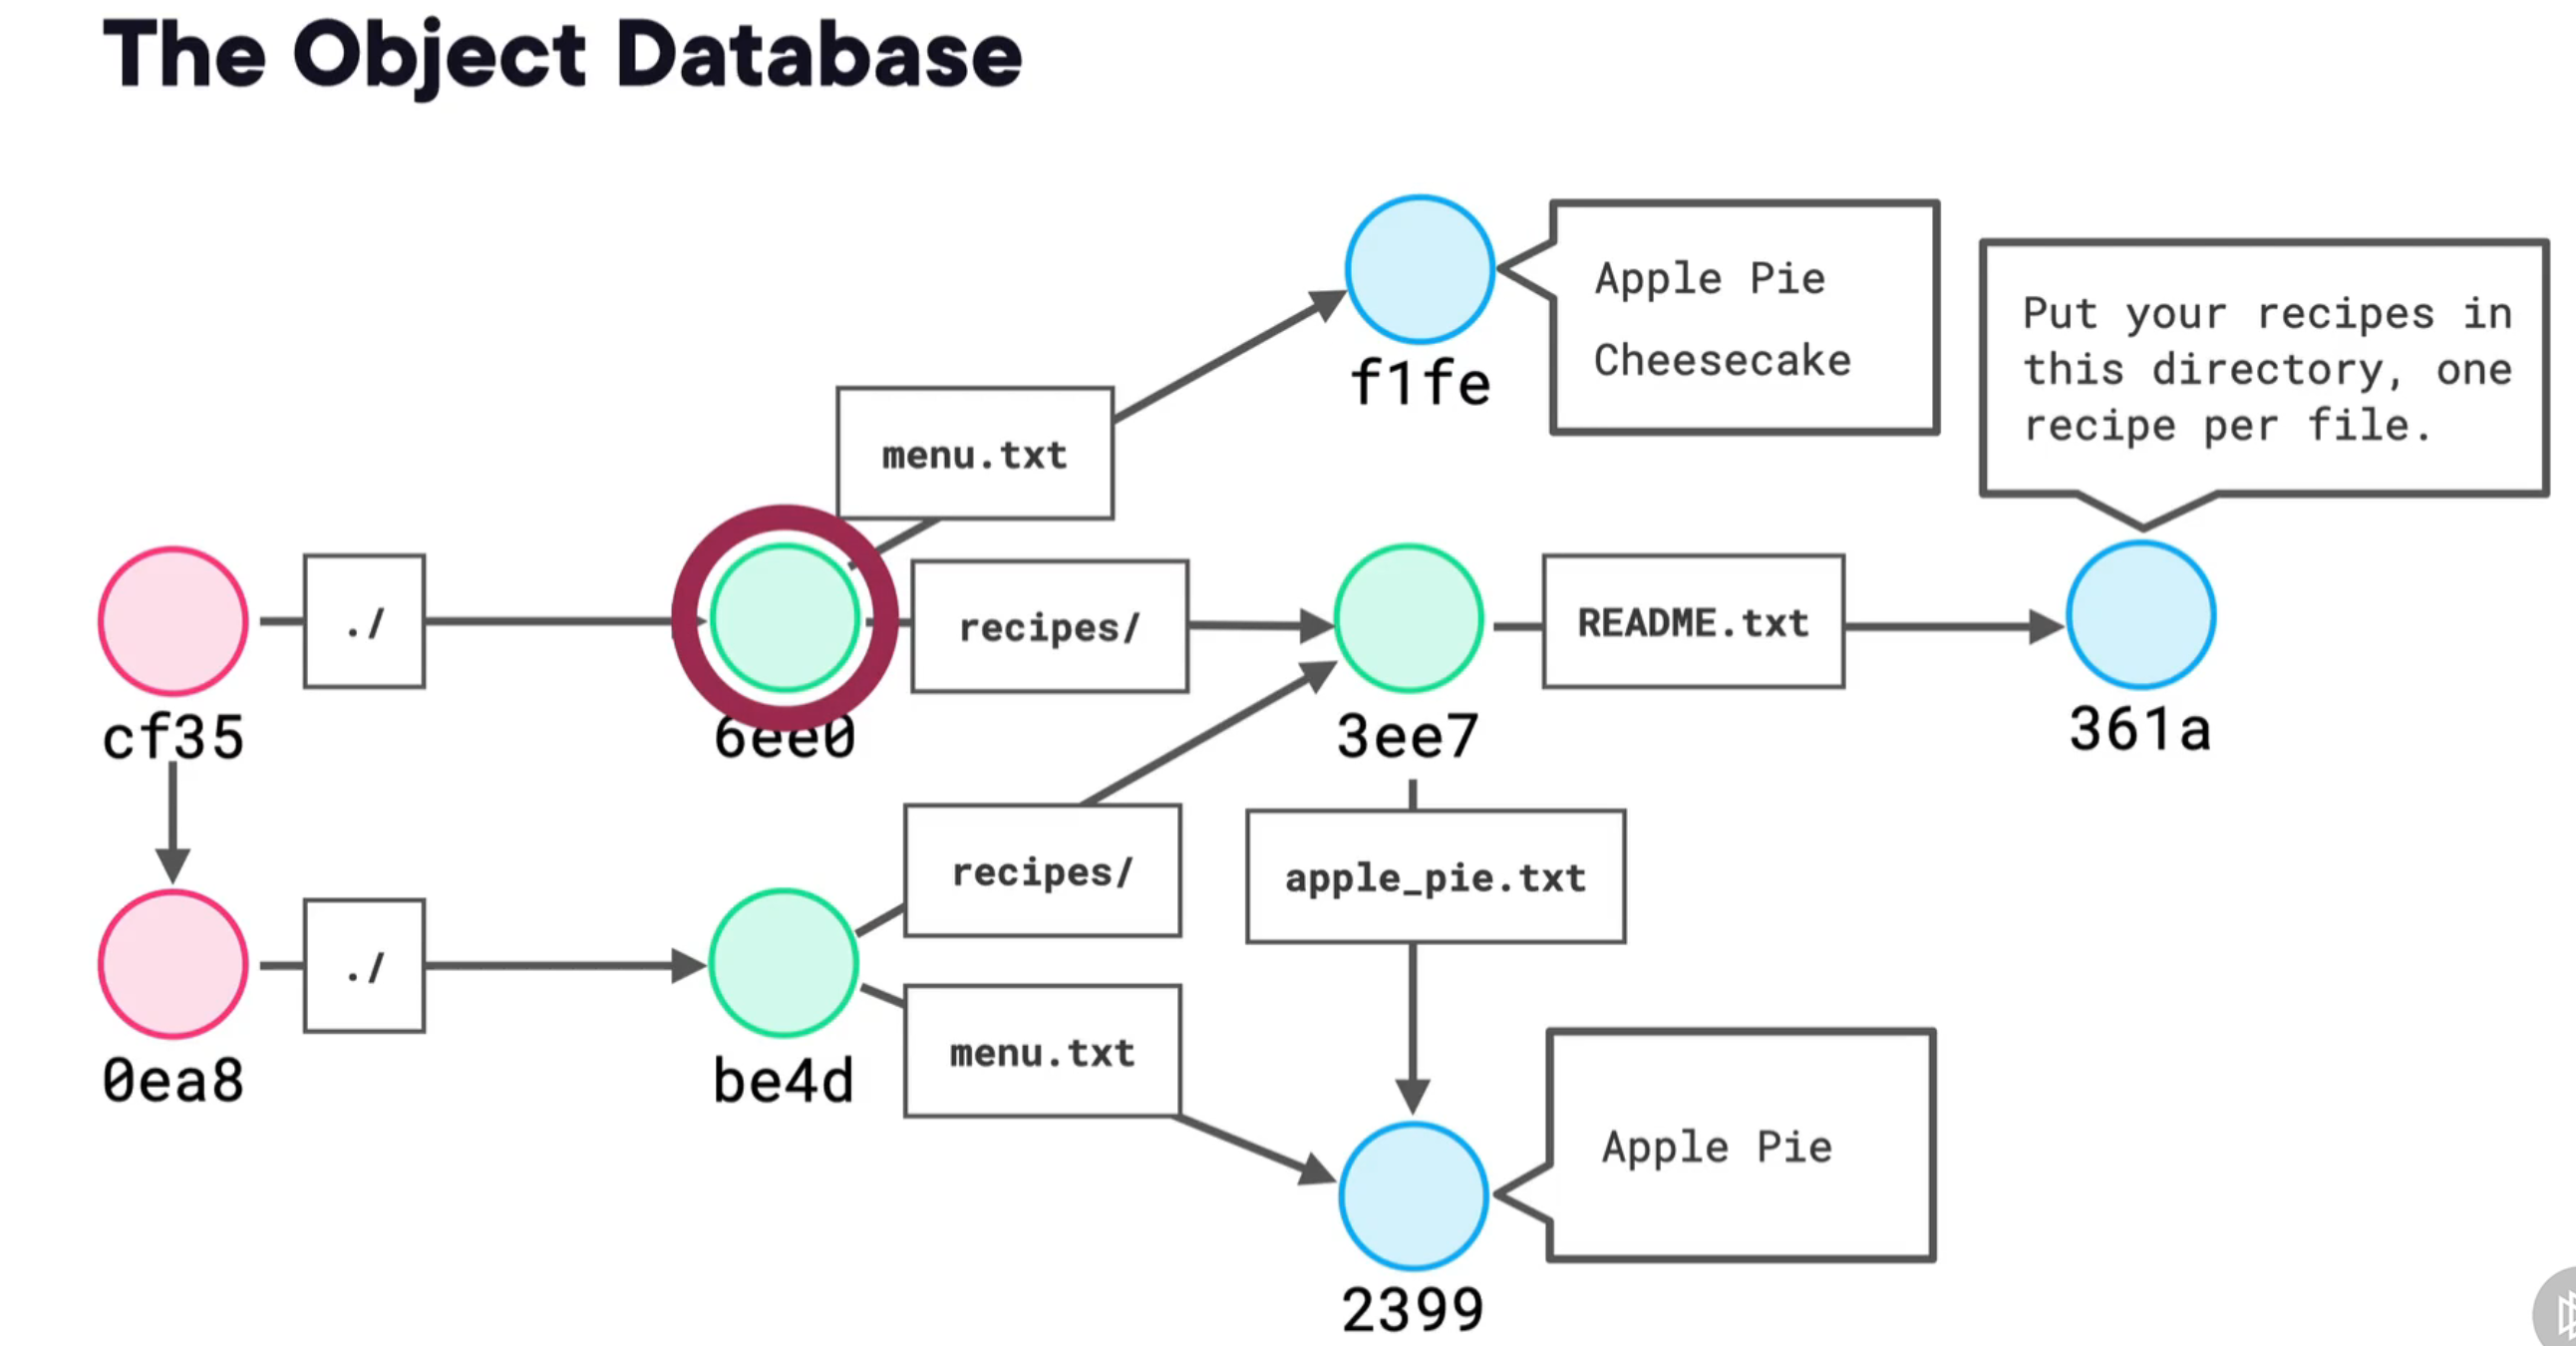 The Object Database
f1fe
Apple Pie
Cheesecake
Put your recipes in
this directory, one
recipe per file.
menu.txt
cf35
./
6ee0
recipes/
3ee7
README.txt
361a
recipes/
apple_pie.txt
0ea8
./
be4d
menu.txt
2399
Apple Pie